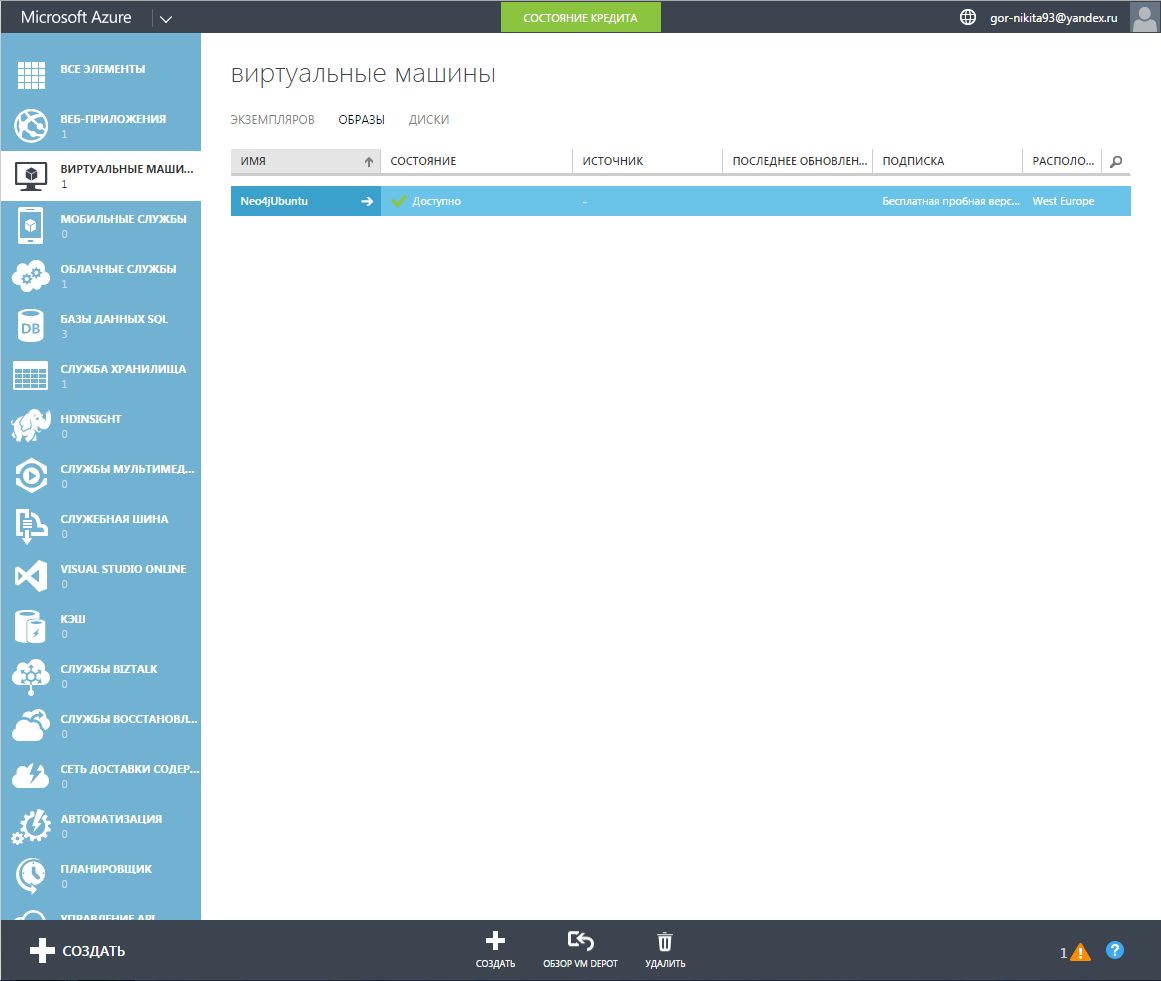 Microsoft Azure
СОСТОЯНИЕ КРЕДИТА
gor-nikita93@yandex.ru
ВСЕ ЭЛЕМЕНТЫ
ВЕБ-ПРИЛОЖЕНИЯ
1
ВИРТУАЛЬНЫЕ МАШИ...
1
МОБИЛЬНЫЕ СЛУЖБЫ
0
ОБЛАЧНЫЕ СЛУЖБЫ
1
DB
БАЗЫ ДАННЫХ SQL
3
СЛУЖБА ХРАНИЛИЩА
1
HDINSIGHT
0
СЛУЖБЫ МУЛЬТИМЕД...
0
СЛУЖЕБНАЯ ШИНА
0
VISUAL STUDIO ONLINE
0
КЭШ
0
СЛУЖБЫ BIZTALK
0
СЛУЖБЫ ВОССТАНОВЛ...
0
СЕТЬ ДОСТАВКИ СОДЕР...
0
АВТОМАТИЗАЦИЯ
0
ПЛАНИРОВЩИК
0
УПРАВЛЕНИЕ API
виртуальные машины
ЭКЗЕМПЛЯРОВ ОБРАЗЫ ДИСКИ
ИМЯ СОСТОЯНИЕ ИСТОЧНИК ПОСЛЕДНЕЕ ОБНОВЛЕН... ПОДПИСКА РАСПОЛО...
Neo4jUbuntu Доступно - Бесплатная пробная верс... West Europe
СОЗДАТЬ
СОЗДАТЬ
ОБЗОР VM DEPOT
УДАЛИТЬ
1